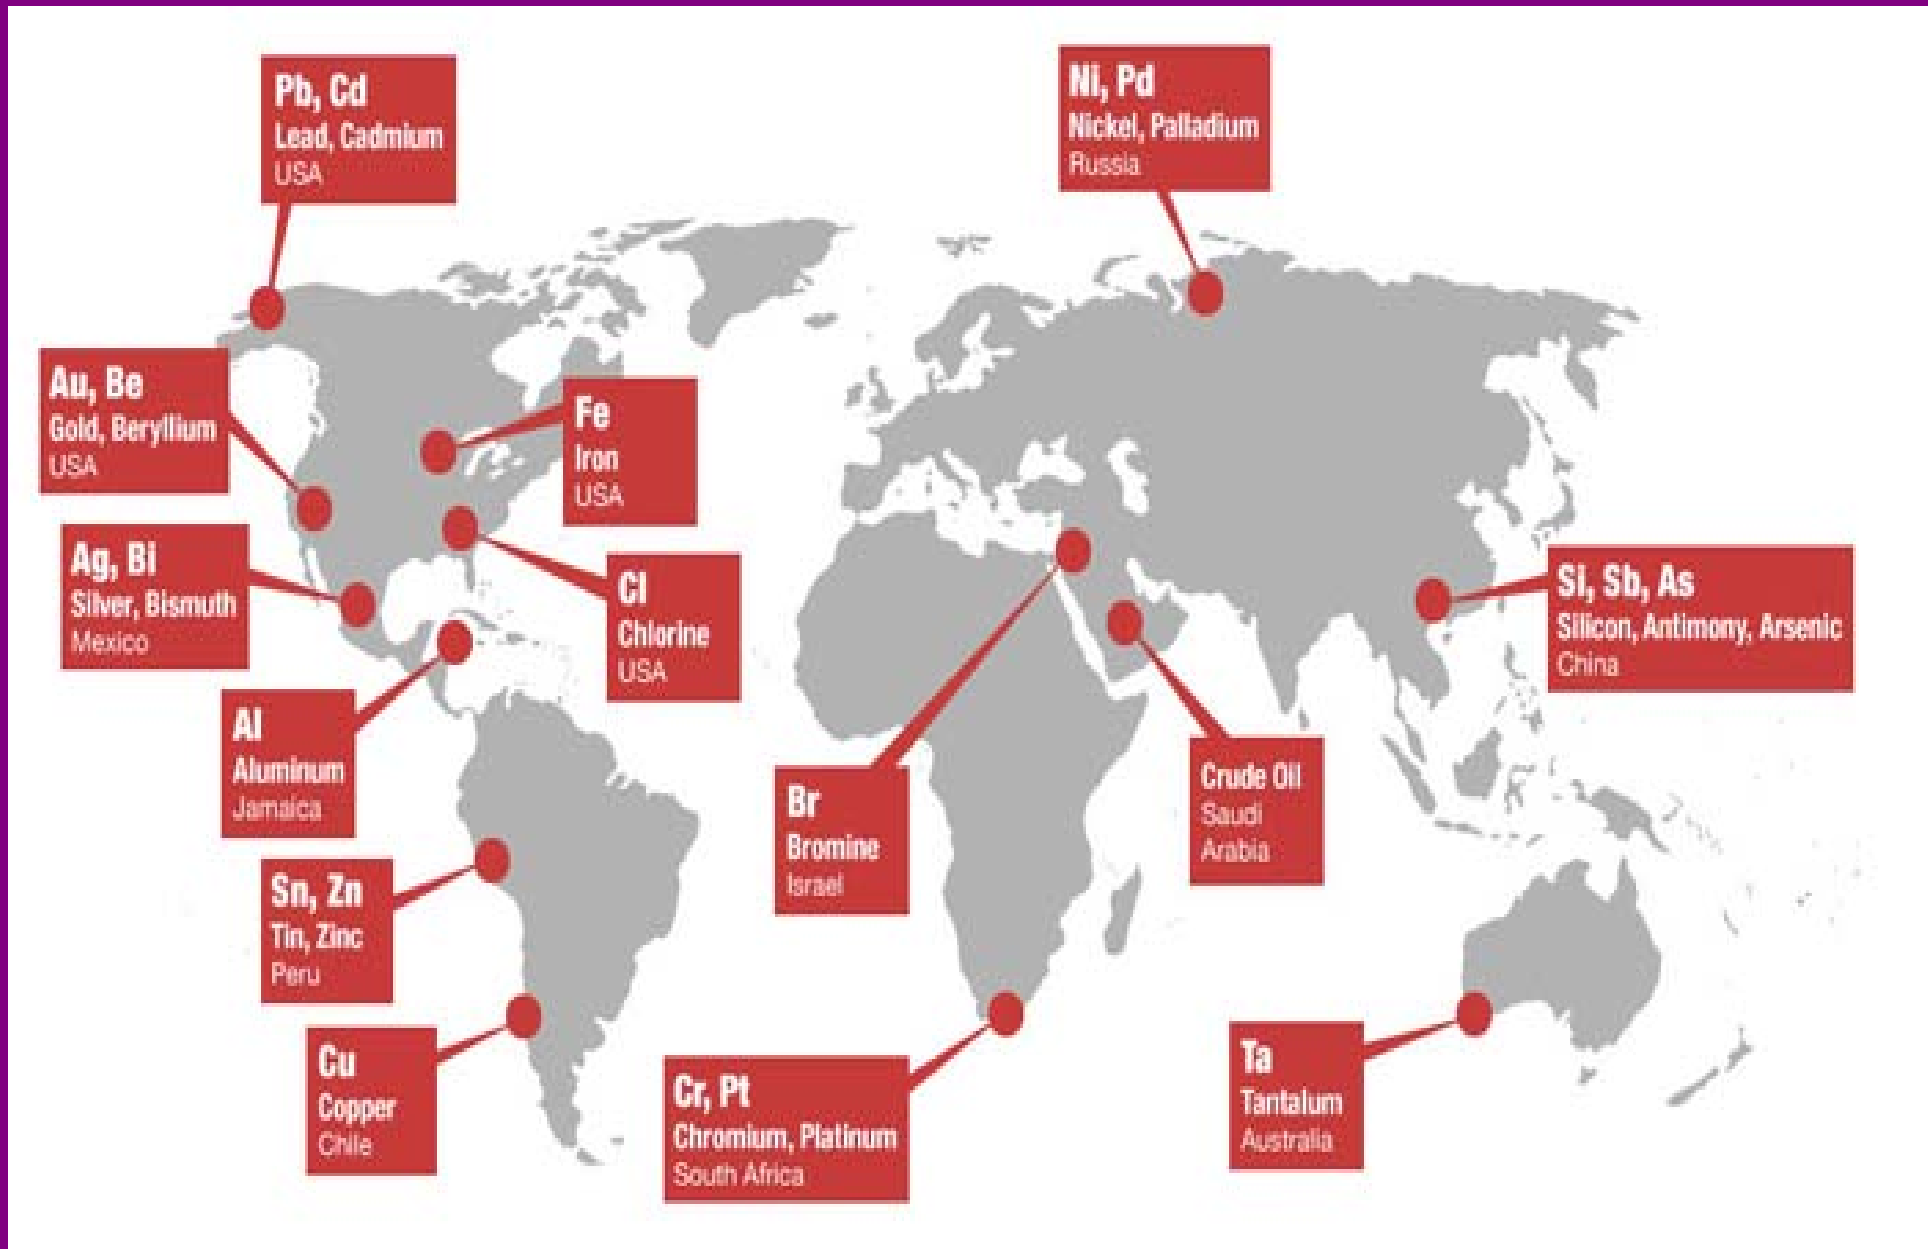 Pb, Cd
Lead, Cadmium
USA
Ni, Pd
Nickel, Palladium
Russia
Au, Be
Gold, Beryllium
USA
Fe
Iron
USA
Ag, Bi
Silver, Bismuth
Mexico
Cl
Chlorine
USA
Si, Sb, As
Silicon, Antimony, Arsenic
China
Al
Aluminum
Jamaica
Br
Bromine
Israel
Crude Oil
Saudi
Arabia
Sn, Zn
Tin, Zinc
Peru
Cu
Copper
Chile
Cr, Pt
Chromium, Platinum
South Africa
Ta
Tantalum
Australia